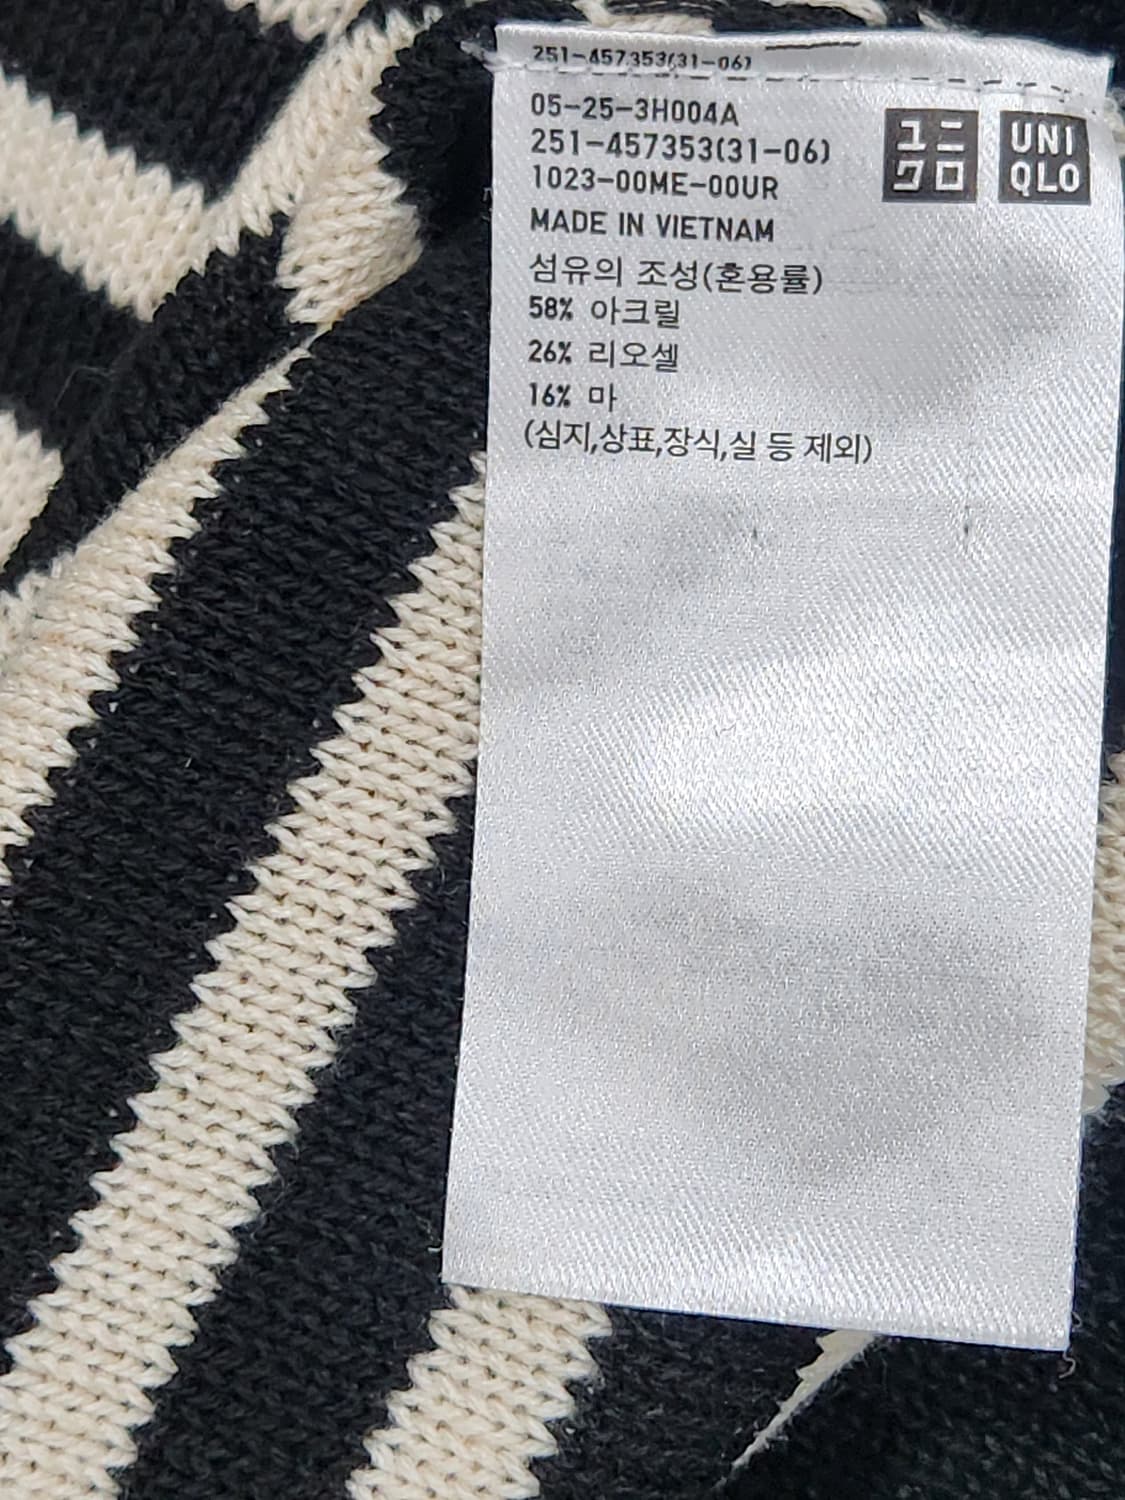 251-457353(31-06)
05-25-3H004A
251-457353(31-06)
1023-00ME-00UR
MADE IN VIETNAM
ユニ
クロ
UNI
QLO
섬유의 조성(혼용률)
58% 아크릴
26% 리오셀
16% 마
(심지,상표,장식,실 등 제외)